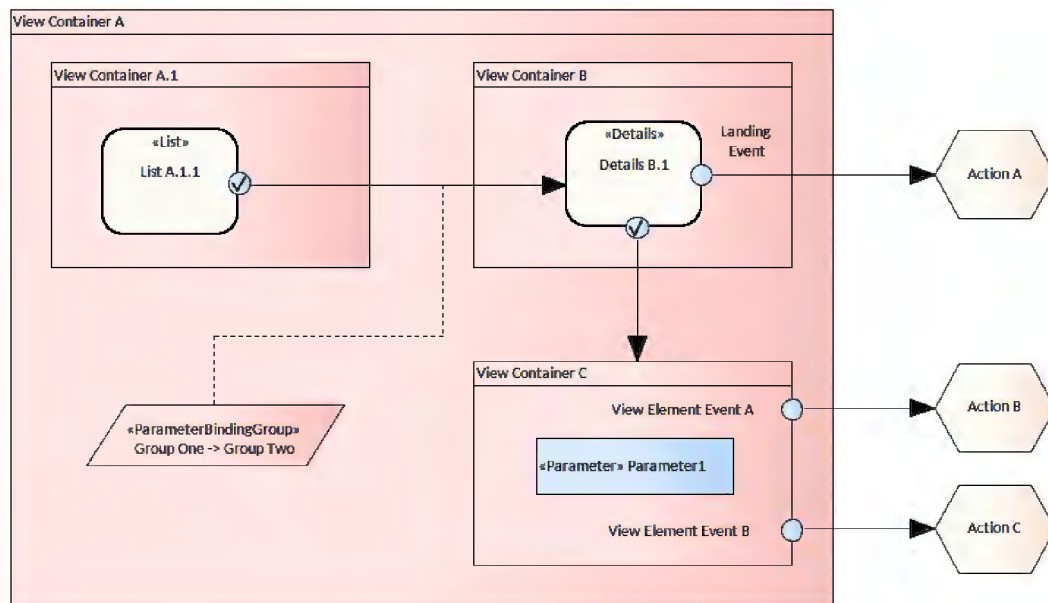 View Container A
View Container A.1
«List»
List A.1.1
View Container B
«Details»
Details B.1
Landing
Event
Action A
«ParameterBindingGroup»
Group One -> Group Two
View Container C
View Element Event A
Action B
«Parameter» Parameter1
View Element Event B
Action C